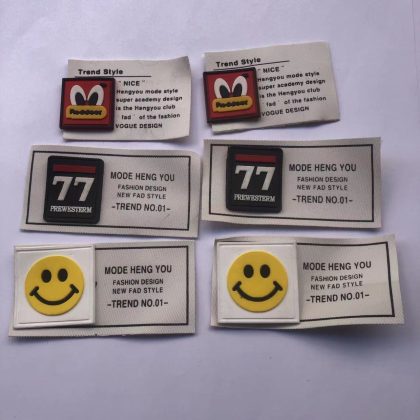 Trend Style
" NICE "
Hengyou mode style
super academy design
is the Hengyou club
fad of the fashion
VOGUE DESIGN
Trend Style
" NICE "
Hengyou mode style
super academy design
is the Hengyou club
fad of the fashion
VOGUE DESIGN
77
PREWESTERM
MODE HENG YOU
FASHION DESIGN
NEW FAD STYLE
-TREND NO.01-
77
PREWESTERM
MODE HENG YOU
FASHION DESIGN
NEW FAD STYLE
-TREND NO.01-
MODE HENG YOU
FASHION DESIGN
NEW FAD STYLE
-TREND NO.01-
MODE HENG YOU
FASHION DESIGN
NEW FAD STYLE
-TREND NO.01-